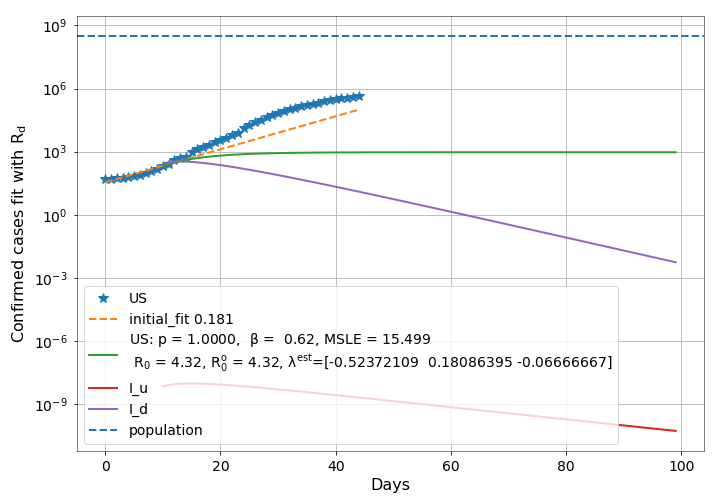 10⁹
10⁶
10³
10⁰
10⁻³
10⁻⁶
10⁻⁹
Confirmed cases fit with R_d
US
initial_fit 0.181
US: p = 1.0000,  β =  0.62, MSLE = 15.499
R₀ = 4.32, R₀ᵒ = 4.32, λᵉˢᵗ=[-0.52372109  0.18086395 -0.06666667]
I_u
I_d
population
0 20 40 60 80 100
Days